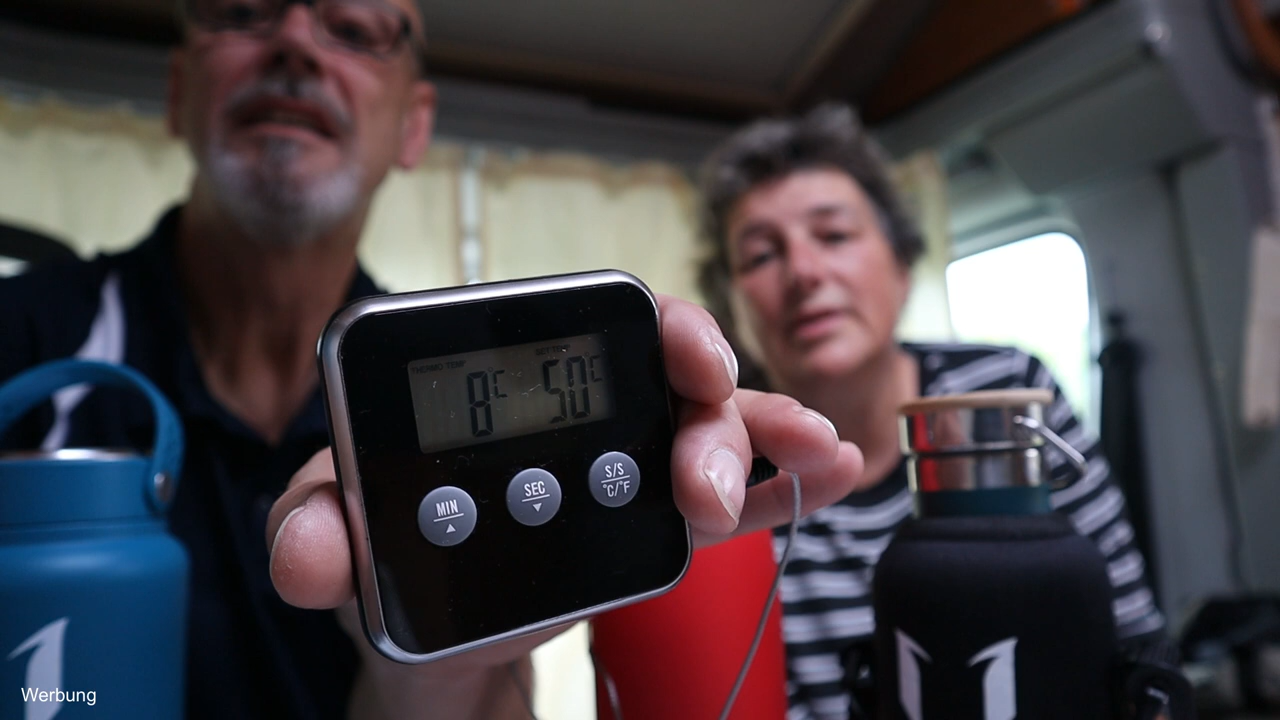 THERMO TEMP SET TEMP
8°C 50°C
MIN
SEC
S/S
°C/°F
Werbung